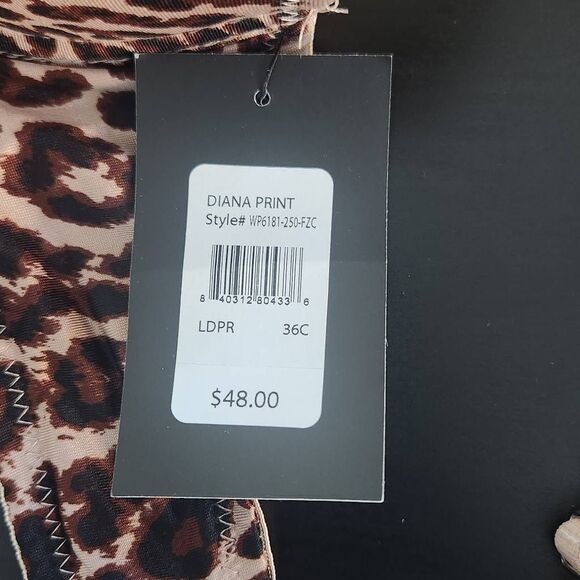 DIANA PRINT
Style# WP6181-250-FZC
8 40312 80433 6
LDPR 36C
$48.00